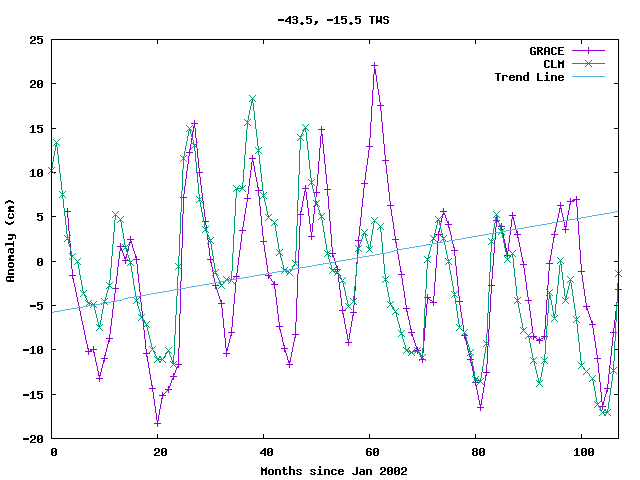 -43.5, -15.5 TWS
GRACE
CLM
Trend Line
25
20
15
10
5
0
-5
-10
-15
-20
Anomaly (cm)
0 20 40 60 80 100
Months since Jan 2002